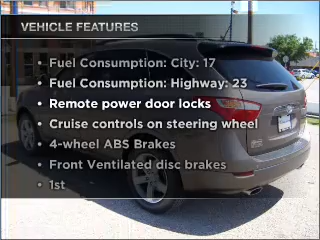 VEHICLE FEATURES
• Fuel Consumption: City: 17
• Fuel Consumption: Highway: 23
• Remote power door locks
• Cruise controls on steering wheel
• 4-wheel ABS Brakes
• Front Ventilated disc brakes
• 1st